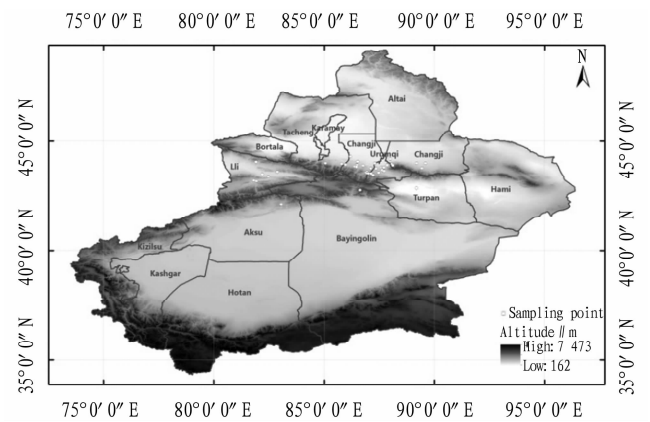 75°0′0″E 80°0′0″E 85°0′0″E 90°0′0″E 95°0′0″E
N
45°0′0″N 45°0′0″N
40°0′0″N 40°0′0″N
35°0′0″N 35°0′0″N
Altai
Tacheng Karamay
Bortala Changji Urumqi Changji
Lli
Turpan Hami
Aksu Bayingolin
Kizilsu
Kashgar
Hotan
Sampling point
Altitude∥m
High: 7 473
Low: 162
75°0′0″E 80°0′0″E 85°0′0″E 90°0′0″E 95°0′0″E